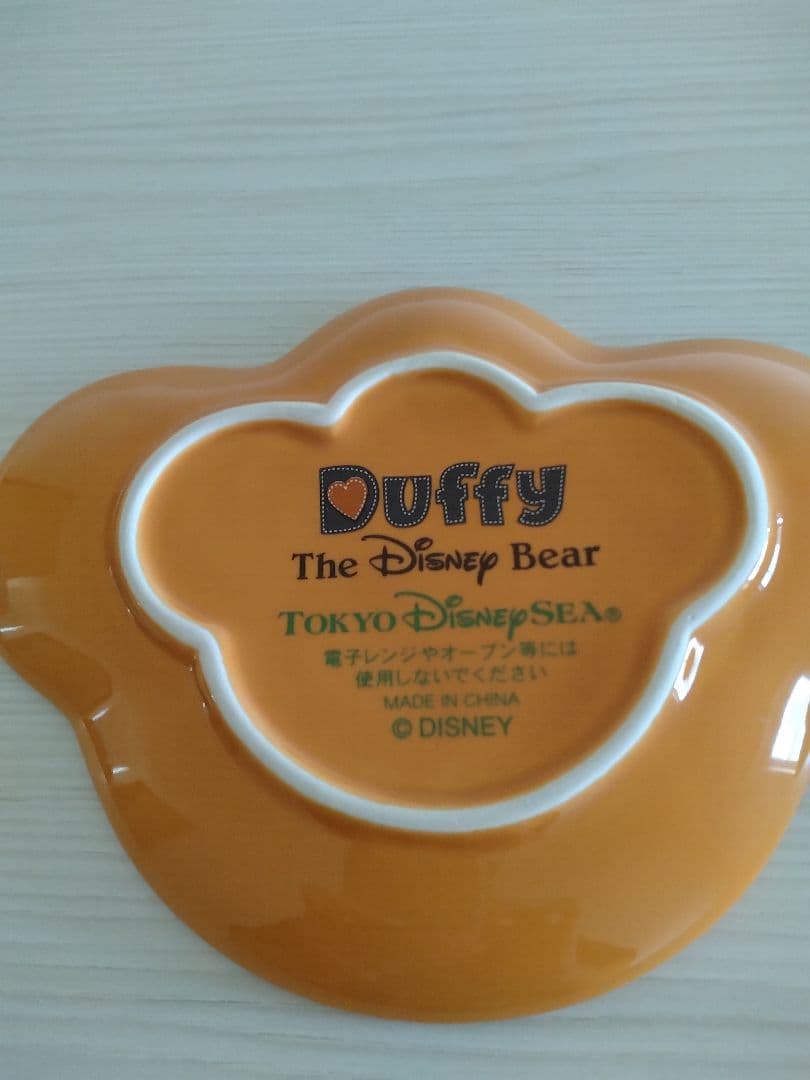 Duffy
The Disney Bear
TOKYO DISNEYSEA®
電子レンジやオーブン等には
使用しないでください
MADE IN CHINA
© DISNEY